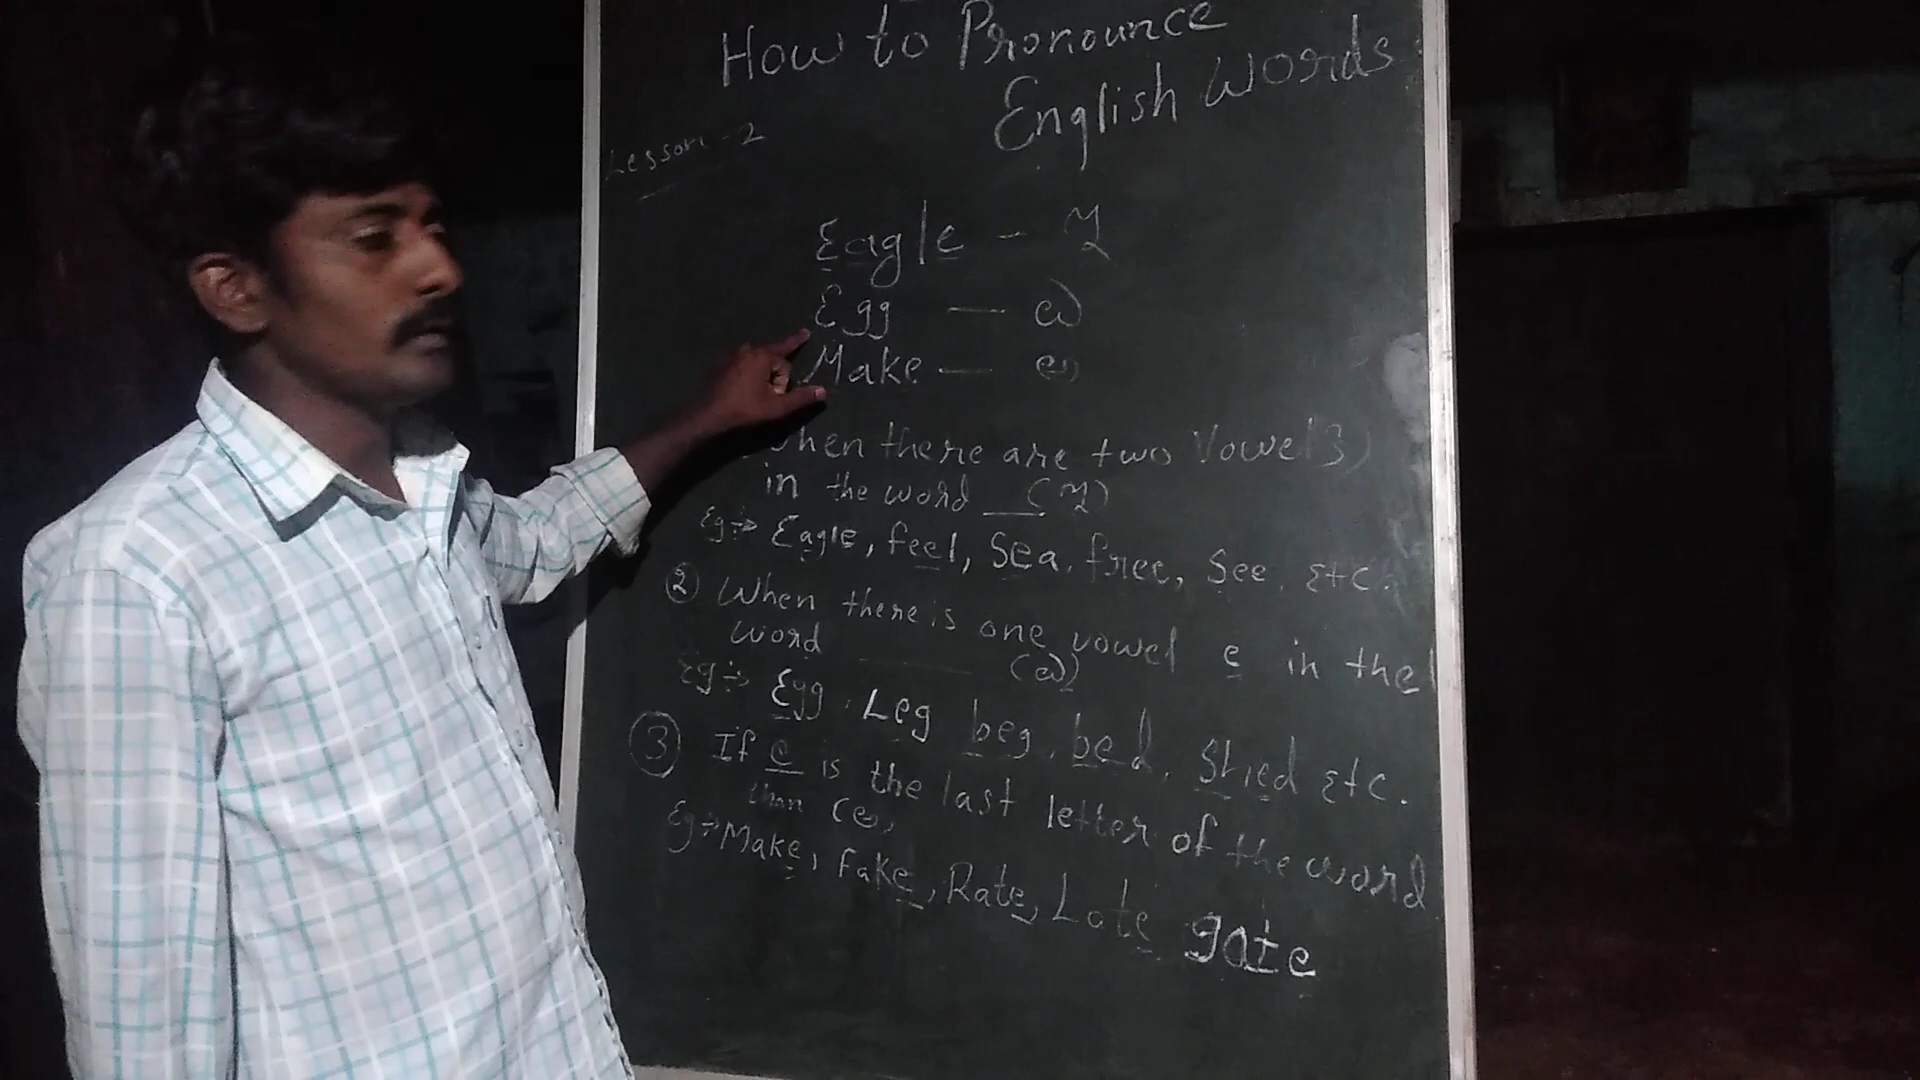 How to Pronounce
English Words
Lesson - 2
Eagle - ಇ
Egg — ಎ
Make — ಅ
When there are two Vowels
in the word __(ಇ)
Eg:-> Eagle, feel, Sea, free, See, Etc.
② When there is one vowel e in the
word ____ (ಎ)
Eg:-> Egg, Leg beg, bed, Etc.
③ If e is the last letter of the word
than
Eg:-> Make, Fake, Rate, Late gate